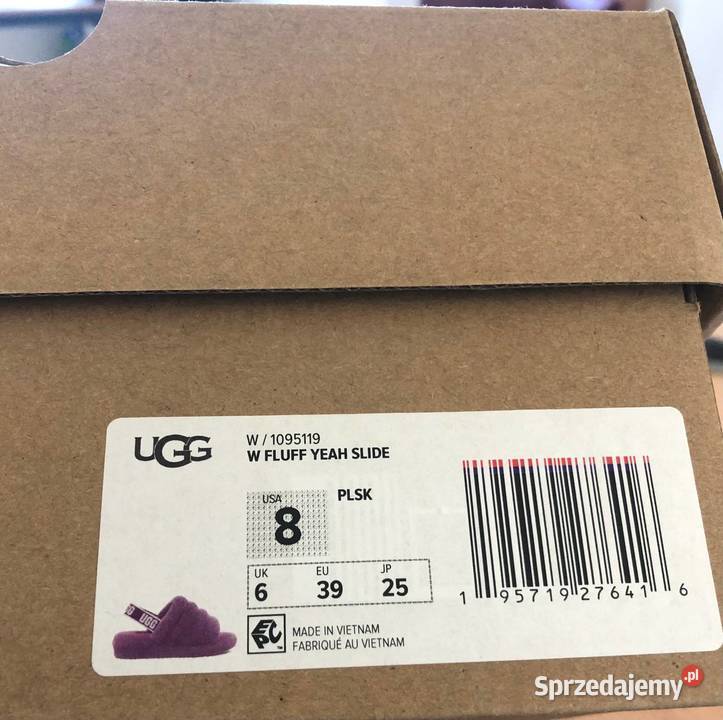 UGG
W / 1095119
W FLUFF YEAH SLIDE
USA
8
PLSK
UK
6
EU
39
JP
25
MADE IN VIETNAM
FABRIQUÉ AU VIETNAM
1 95719 27641 6
UGG
Sprzedajemy.pl